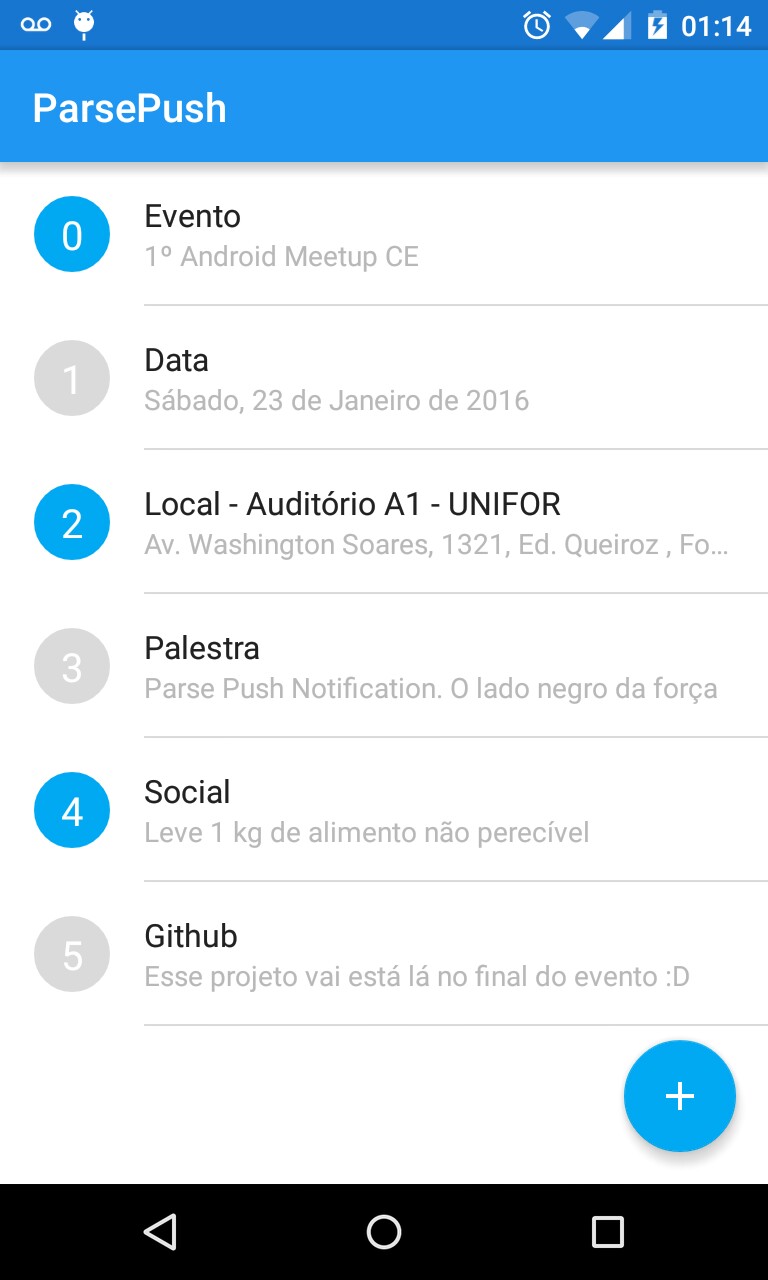 01:14
ParsePush
0
Evento
1º Android Meetup CE
1
Data
Sábado, 23 de Janeiro de 2016
2
Local - Auditório A1 - UNIFOR
Av. Washington Soares, 1321, Ed. Queiroz , Fo...
3
Palestra
Parse Push Notification. O lado negro da força
4
Social
Leve 1 kg de alimento não perecível
5
Github
Esse projeto vai está lá no final do evento :D
+